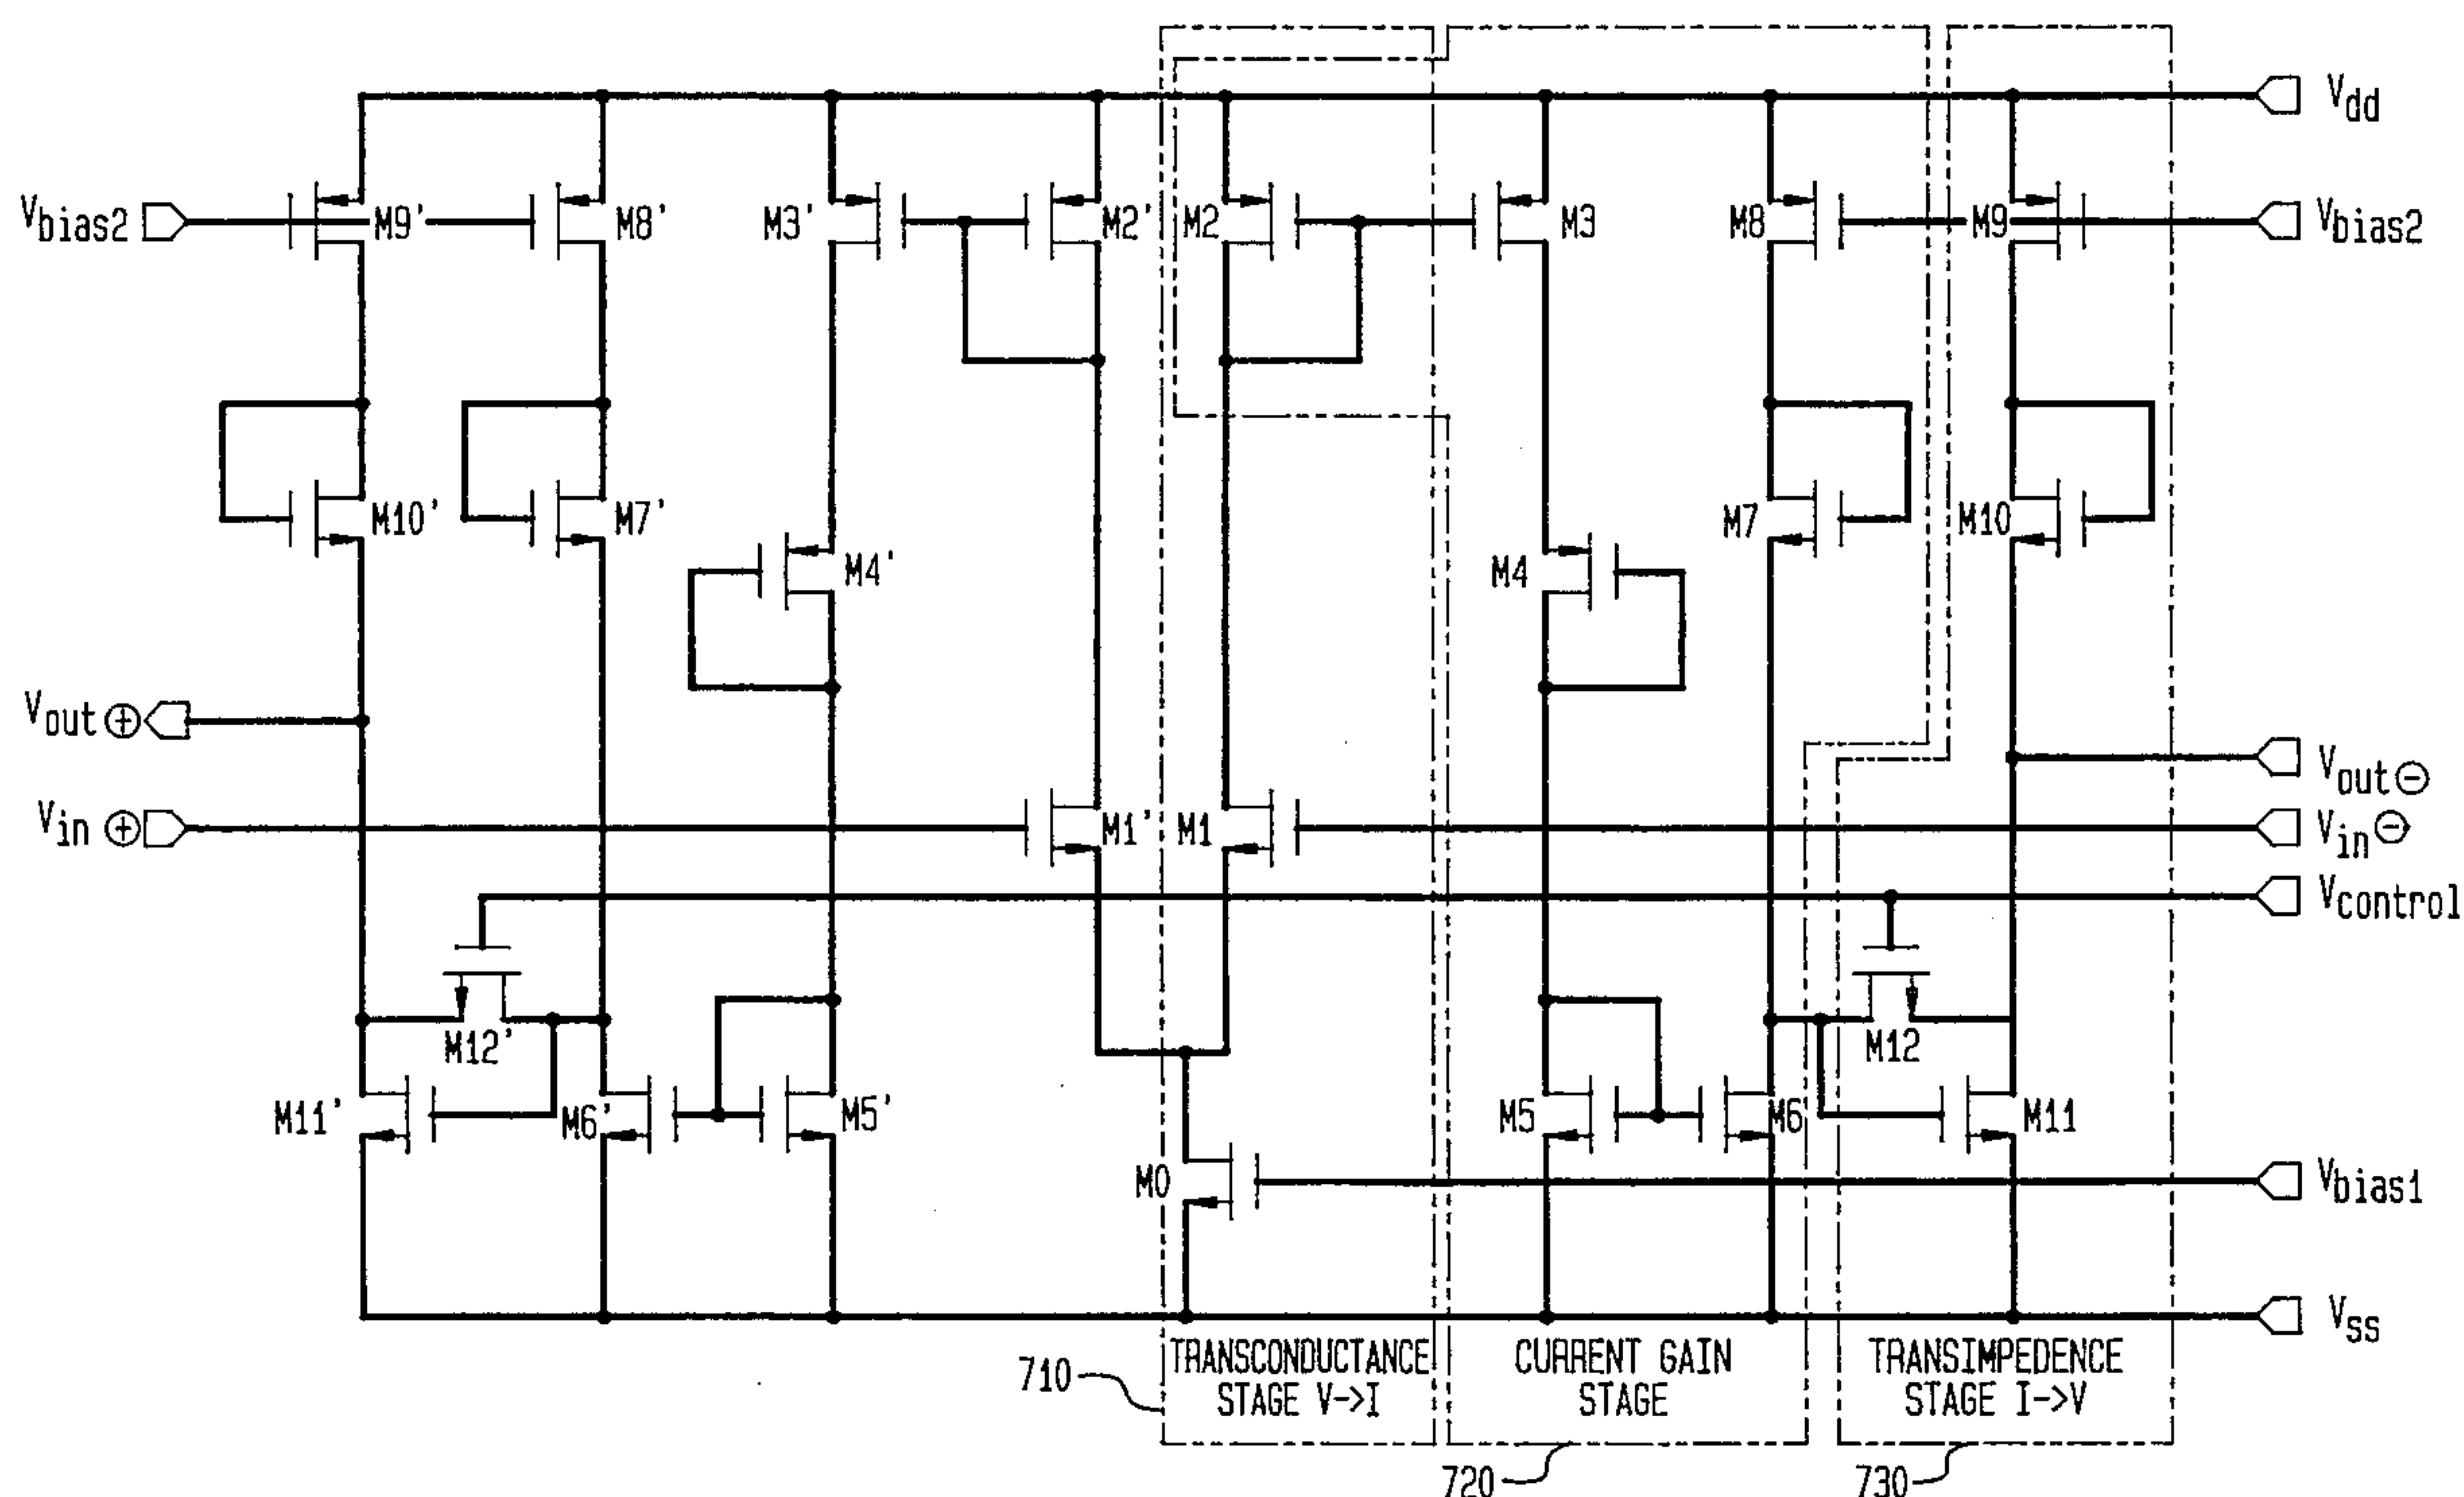 Vdd
Vbias2 M9' M8' M3' M2' M2 M3 M8 M9 Vbias2
M10' M7' M4' M4 M7 M10
Vout ⊕
Vout ⊖
Vin ⊕ M1' M1 Vin ⊖
Vcontrol
M12' M12
M11' M6' M5' M5 M6 M11
M0 Vbias1
Vss
710 TRANSCONDUCTANCE STAGE V->I
720 CURRENT GAIN STAGE
730 TRANSIMPEDENCE STAGE I->V